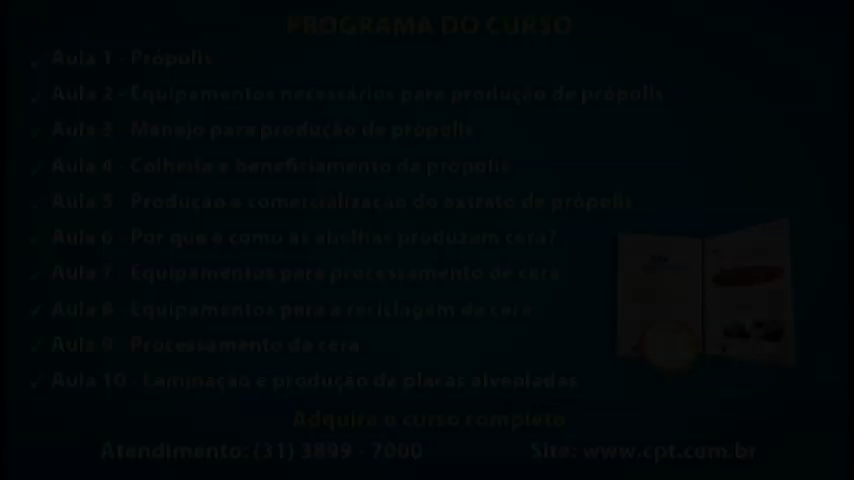 PROGRAMA DO CURSO
✓ Aula 1 - Própolis
✓ Aula 2 - Equipamentos necessários para produção de própolis
✓ Aula 3 - Manejo para produção de própolis
✓ Aula 4 - Colheita e beneficiamento da própolis
✓ Aula 5 - Produção e comercialização do extrato de própolis
✓ Aula 6 - Por que e como as abelhas produzem cera?
✓ Aula 7 - Equipamentos para processamento de cera
✓ Aula 8 - Equipamentos para a reciclagem da cera
✓ Aula 9 - Processamento da cera
✓ Aula 10 - Laminação e produção de placas alveoladas
Adquira o curso completo
Atendimento: (31) 3899 - 7000 Site: www.cpt.com.br